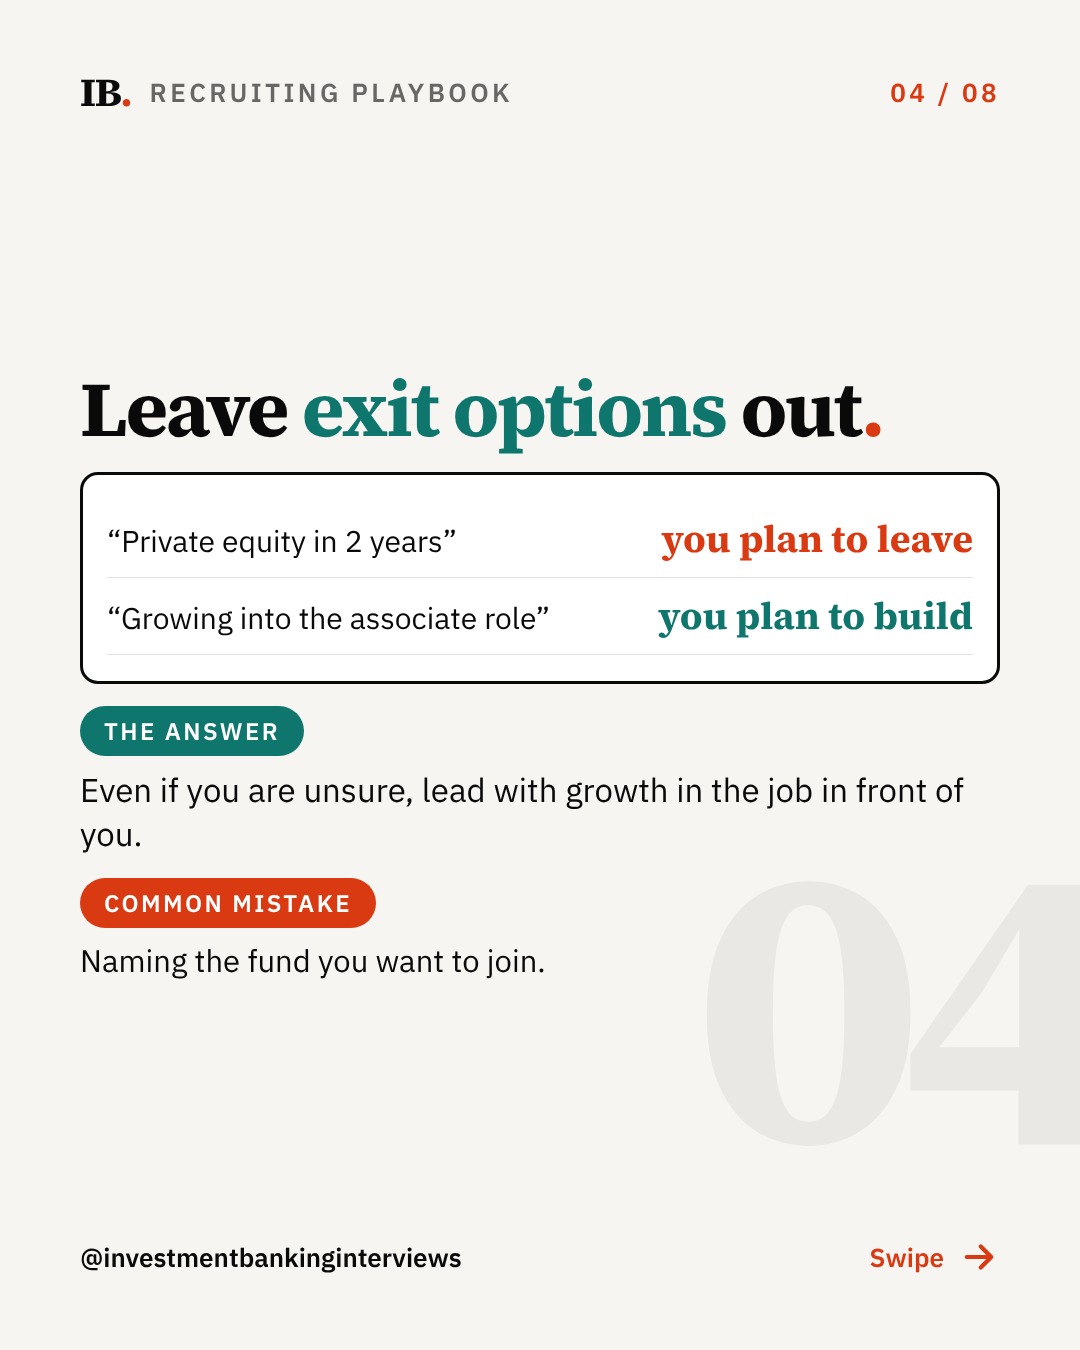 IB. RECRUITING PLAYBOOK 04 / 08
Leave exit options out.
“Private equity in 2 years” you plan to leave
“Growing into the associate role” you plan to build
THE ANSWER
Even if you are unsure, lead with growth in the job in front of
you.
COMMON MISTAKE
Naming the fund you want to join.
04
@investmentbankinginterviews Swipe →